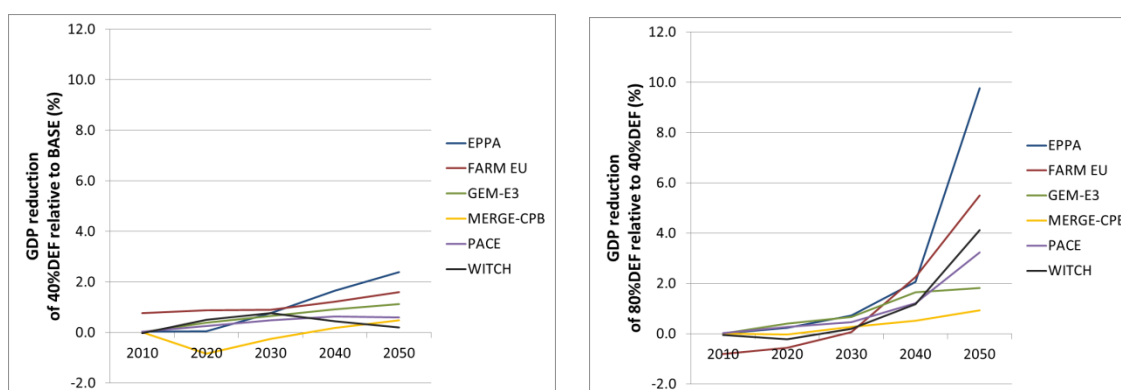 GDP reduction
of 40%DEF relative to BASE (%)
12.0
10.0
8.0
6.0
4.0
2.0
0.0
-2.0
2010 2020 2030 2040 2050
EPPA
FARM EU
GEM-E3
MERGE-CPB
PACE
WITCH
GDP reduction
of 80%DEF relative to 40%DEF (%)
12.0
10.0
8.0
6.0
4.0
2.0
0.0
-2.0
2010 2020 2030 2040 2050
EPPA
FARM EU
GEM-E3
MERGE-CPB
PACE
WITCH